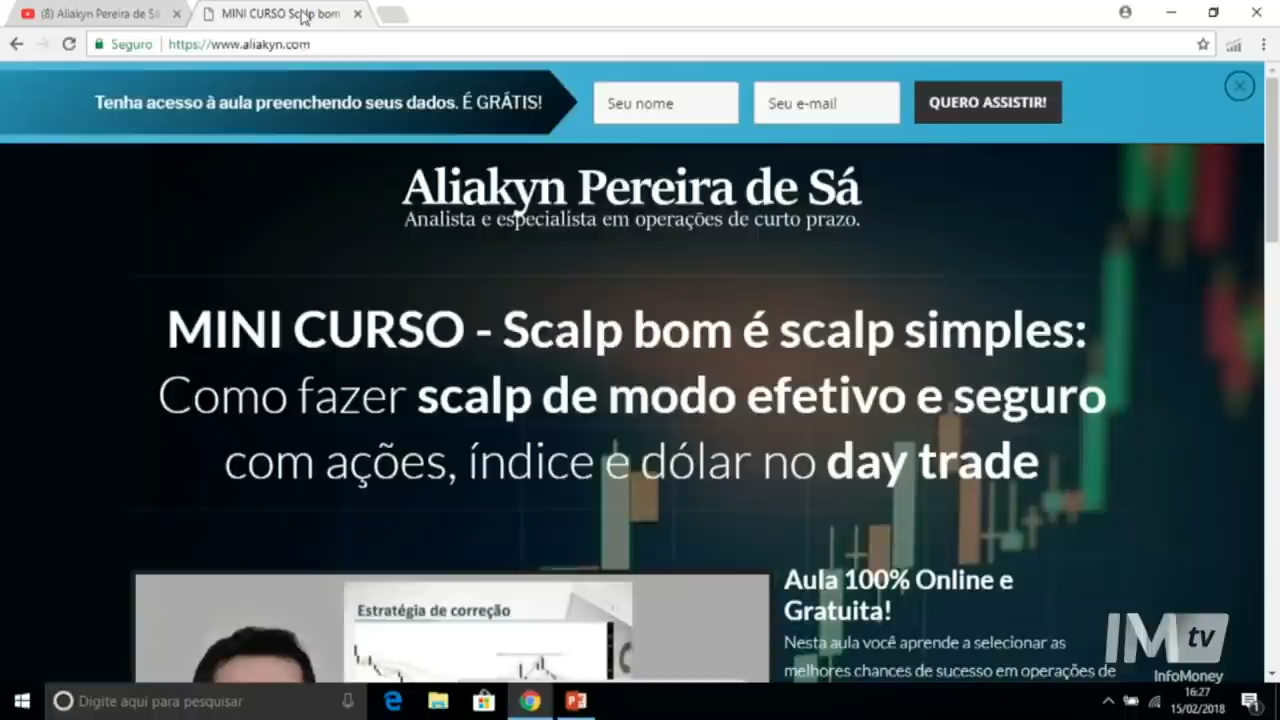 (8) Aliakyn Pereira de Sá
MINI CURSO Scalp bom
Seguro
https://www.aliakyn.com
Tenha acesso à aula preenchendo seus dados. É GRÁTIS!
Seu nome
Seu e-mail
QUERO ASSISTIR!
Aliakyn Pereira de Sá
Analista e especialista em operações de curto prazo.
MINI CURSO - Scalp bom é scalp simples:
Como fazer scalp de modo efetivo e seguro
com ações, índice e dólar no day trade
Estratégia de correção
Aula 100% Online e
Gratuita!
Nesta aula você aprende a selecionar as
melhores chances de sucesso em operações de
IM tv
InfoMoney
Digite aqui para pesquisar
16:27
15/02/2018